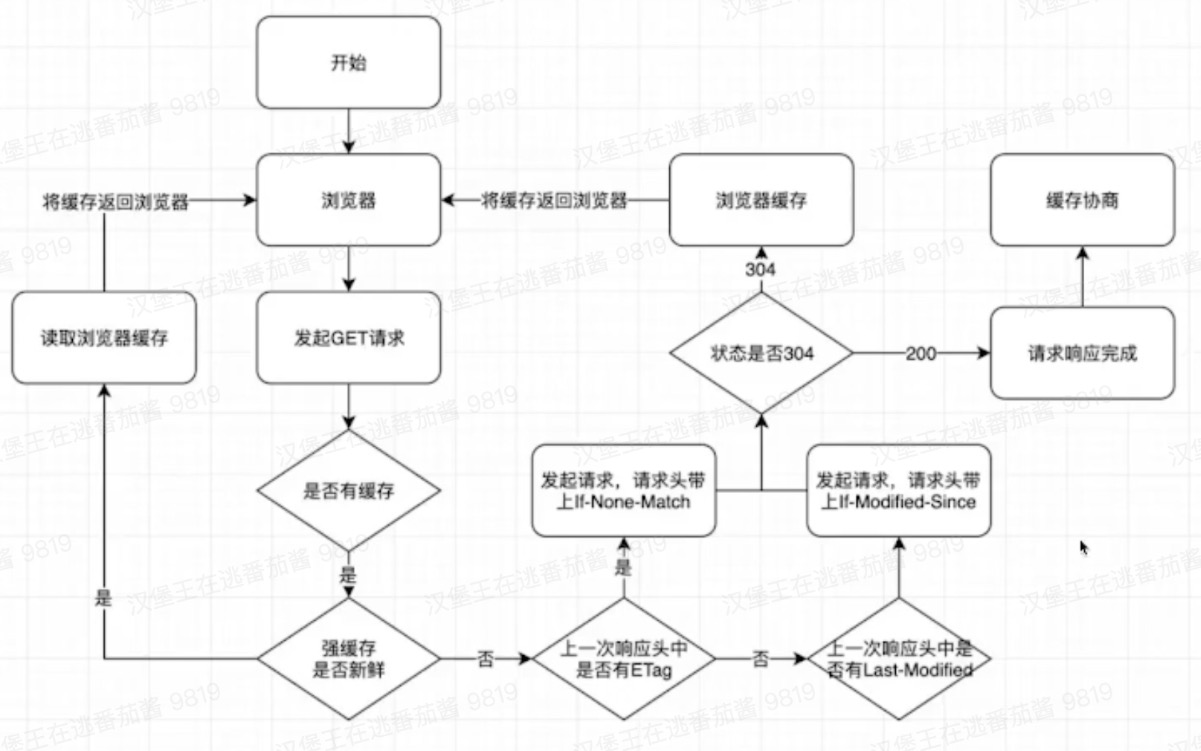 开始
将缓存返回浏览器
浏览器
将缓存返回浏览器
浏览器缓存
缓存协商
304
读取浏览器缓存
发起GET请求
状态是否304
200
请求响应完成
是否有缓存
发起请求，请求头带
上If-None-Match
发起请求，请求头带
上If-Modified-Since
是
是
是
强缓存
是否新鲜
否
上一次响应头中
是否有ETag
否
上一次响应头中是
否有Last-Modified
汉堡王在逃番茄酱 9819